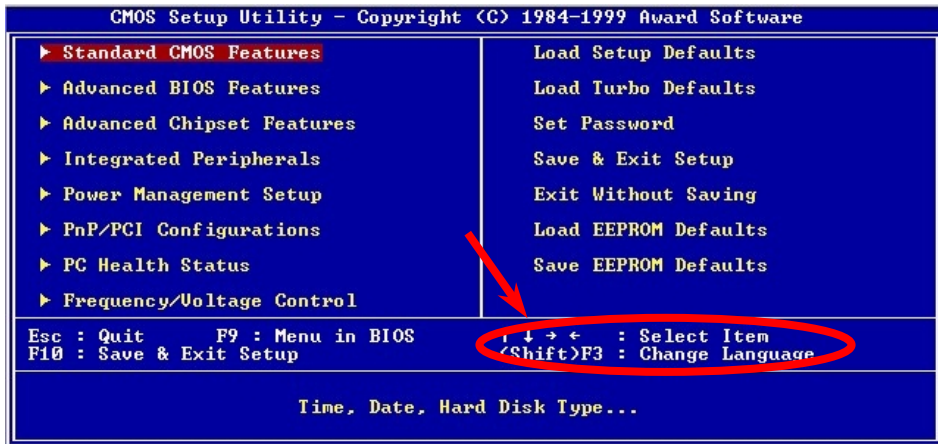 CMOS Setup Utility - Copyright (C) 1984-1999 Award Software
▶ Standard CMOS Features
▶ Advanced BIOS Features
▶ Advanced Chipset Features
▶ Integrated Peripherals
▶ Power Management Setup
▶ PnP/PCI Configurations
▶ PC Health Status
▶ Frequency/Voltage Control
Load Setup Defaults
Load Turbo Defaults
Set Password
Save & Exit Setup
Exit Without Saving
Load EEPROM Defaults
Save EEPROM Defaults
Esc : Quit F9 : Menu in BIOS
F10 : Save & Exit Setup
↑ ↓ → ← : Select Item
(Shift)F3 : Change Language
Time, Date, Hard Disk Type...